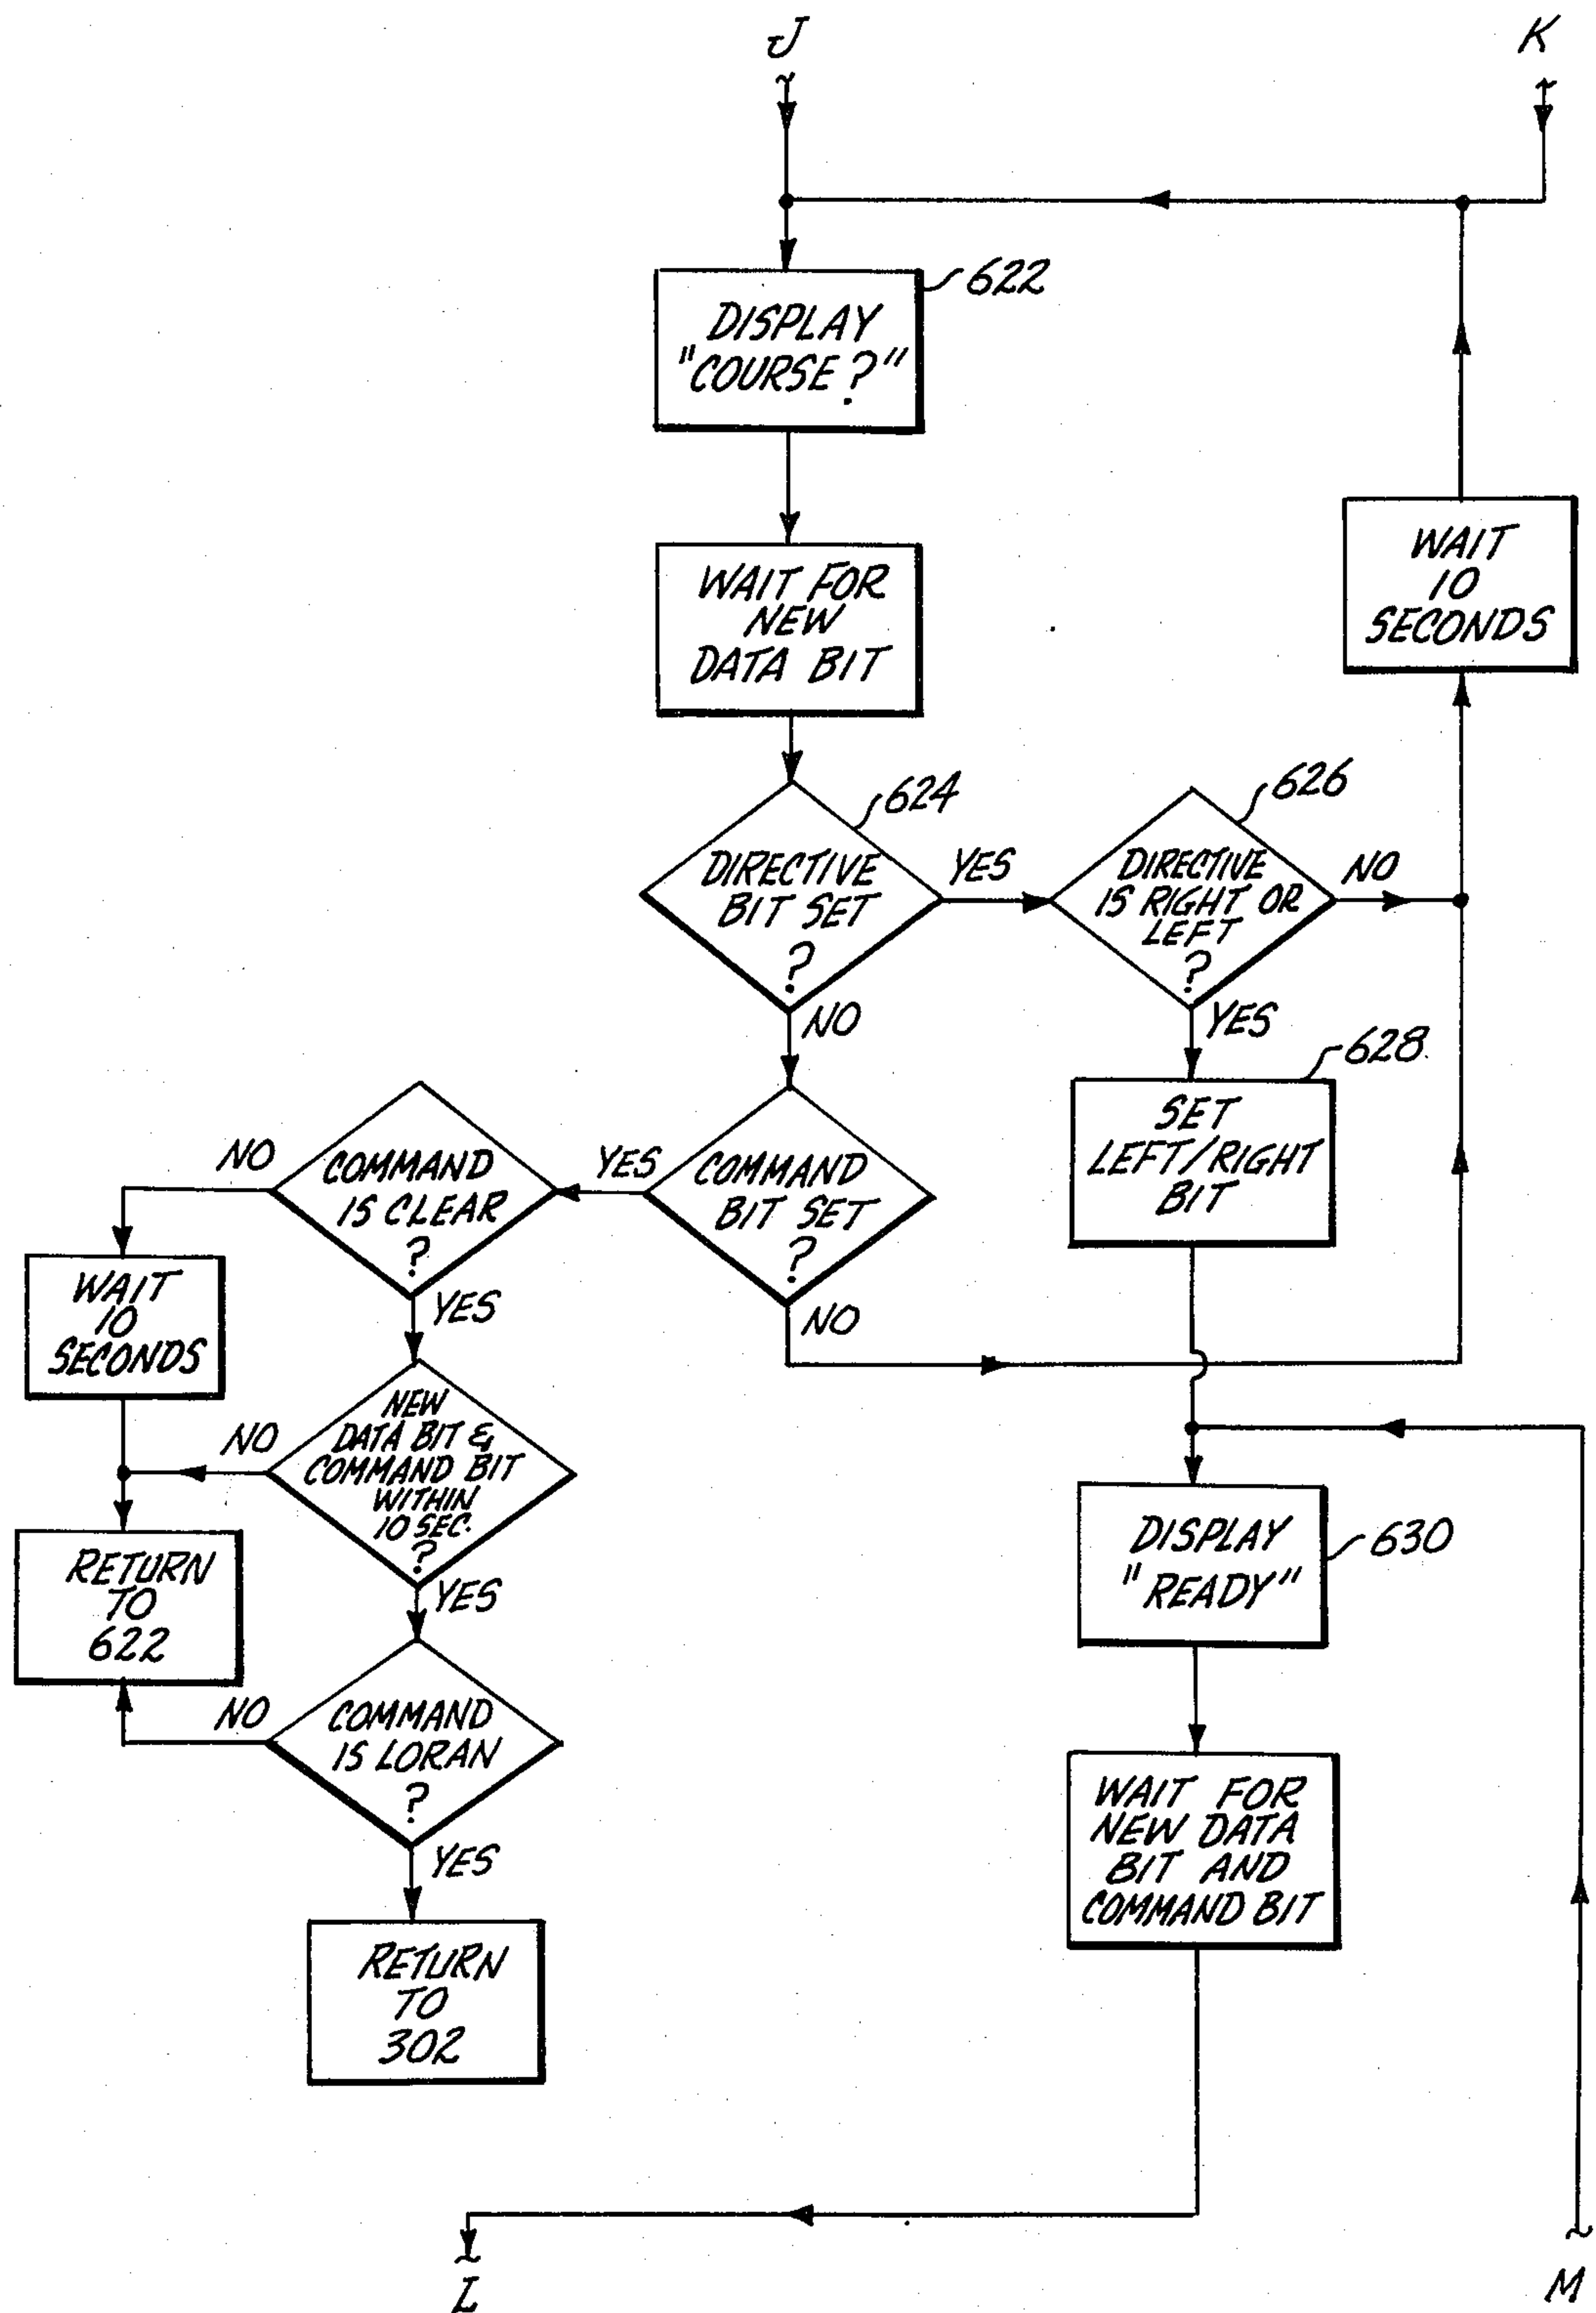 J
K
622
DISPLAY
"COURSE?"
WAIT
10
SECONDS
WAIT FOR
NEW
DATA BIT
624
626
DIRECTIVE
BIT SET
?
YES
DIRECTIVE
IS RIGHT OR
LEFT
?
NO
NO
YES
628
SET
LEFT/RIGHT
BIT
COMMAND
BIT SET
?
YES
NO
COMMAND
IS CLEAR
?
NO
YES
WAIT
10
SECONDS
NEW
DATA BIT &
COMMAND BIT
WITHIN
10 SEC.
?
NO
YES
RETURN
TO
622
DISPLAY
"READY"
630
COMMAND
IS LORAN
?
NO
YES
WAIT FOR
NEW DATA
BIT AND
COMMAND BIT
RETURN
TO
302
L
M